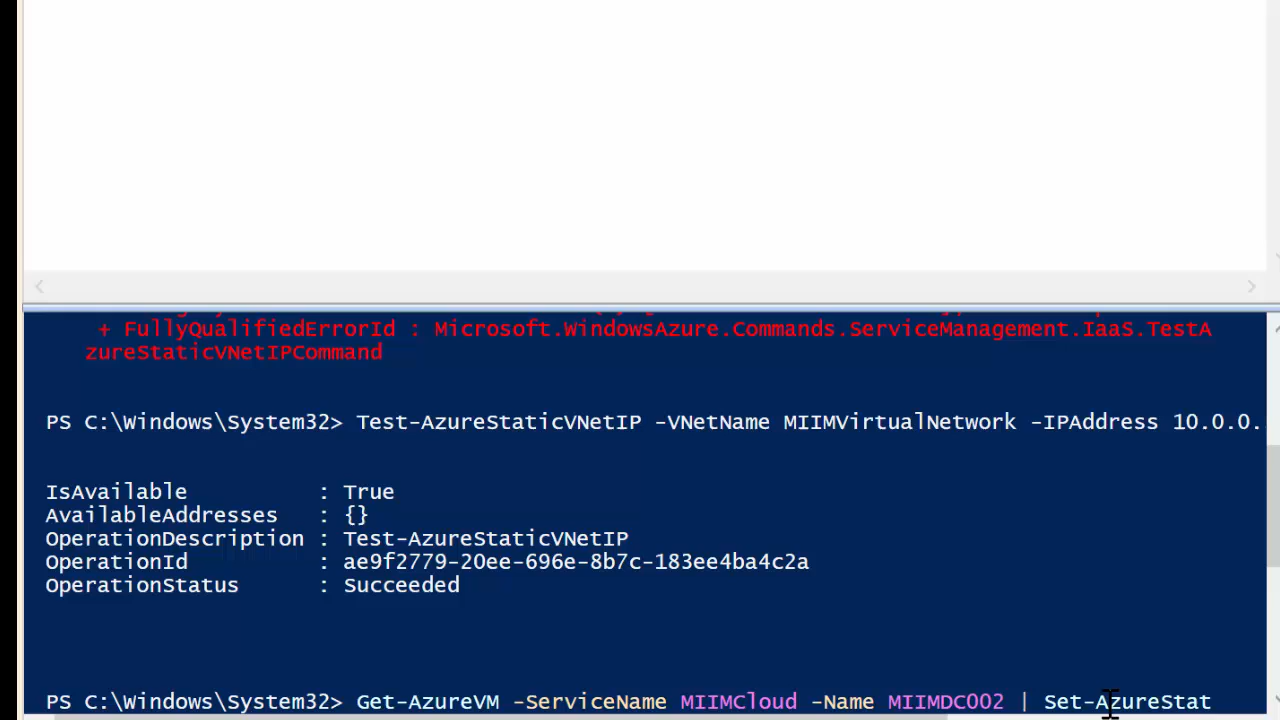 + FullyQualifiedErrorId : Microsoft.WindowsAzure.Commands.ServiceManagement.IaaS.TestA
zureStaticVNetIPCommand
PS C:\Windows\System32> Test-AzureStaticVNetIP -VNetName MIIMVirtualNetwork -IPAddress 10.0.0.
IsAvailable : True
AvailableAddresses : {}
OperationDescription : Test-AzureStaticVNetIP
OperationId : ae9f2779-20ee-696e-8b7c-183ee4ba4c2a
OperationStatus : Succeeded
PS C:\Windows\System32> Get-AzureVM -ServiceName MIIMCloud -Name MIIMDC002 | Set-AzureStat